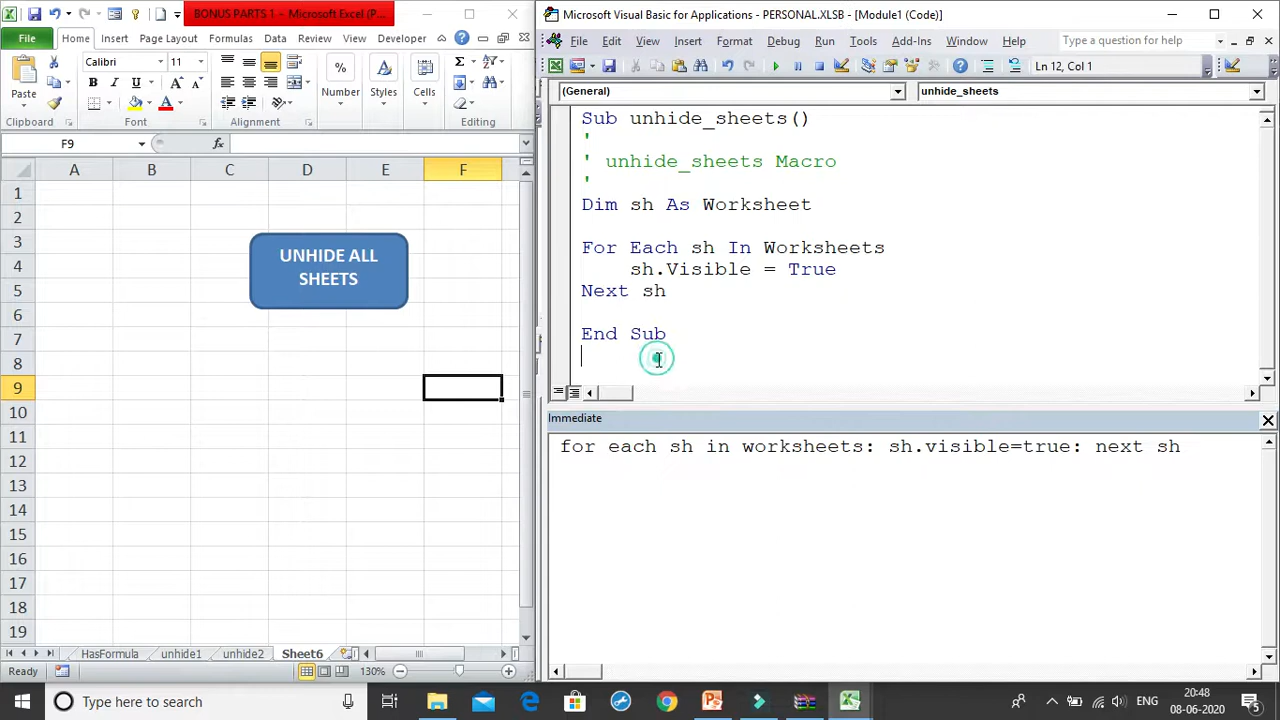 BONUS PARTS 1 - Microsoft Excel (P...
Microsoft Visual Basic for Applications - PERSONAL.XLSB - [Module1 (Code)]
File Home Insert Page Layout Formulas Data Review View Developer
File Edit View Insert Format Debug Run Tools Add-Ins Window Help Type a question for help
Ln 12, Col 1
Calibri 11
Paste Number Styles Cells
Clipboard Font Alignment Editing
(General) unhide_sheets
F9 fx
A B C D E F
1
2
3
4
5
6
7
8
9
10
11
12
13
14
15
16
17
18
19
UNHIDE ALL
SHEETS
Sub unhide_sheets()
'
' unhide_sheets Macro
'
Dim sh As Worksheet
For Each sh In Worksheets
sh.Visible = True
Next sh
End Sub
Immediate
for each sh in worksheets: sh.visible=true: next sh
HasFormula unhide1 unhide2 Sheet6
Ready 130%
Type here to search
ENG
20:48
08-06-2020
5